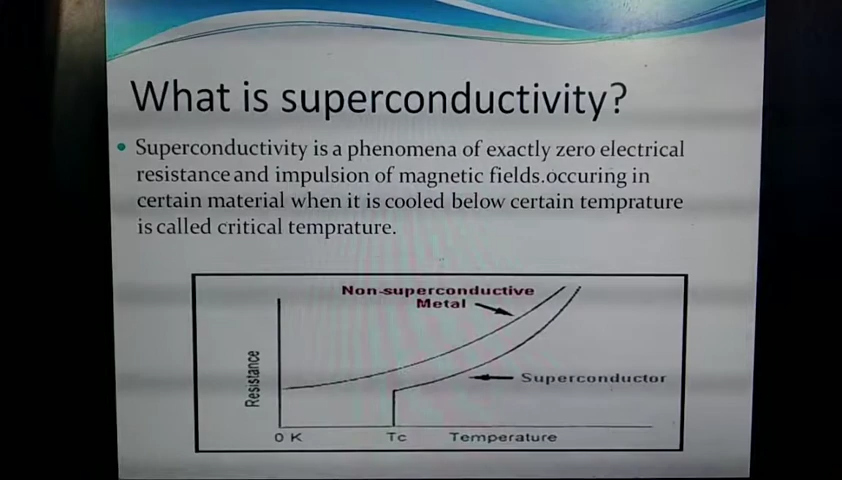 What is superconductivity?
• Superconductivity is a phenomena of exactly zero electrical
resistance and impulsion of magnetic fields.occuring in
certain material when it is cooled below certain temprature
is called critical temprature.
Non-superconductive
Metal
Resistance
Superconductor
0 K
Tc
Temperature